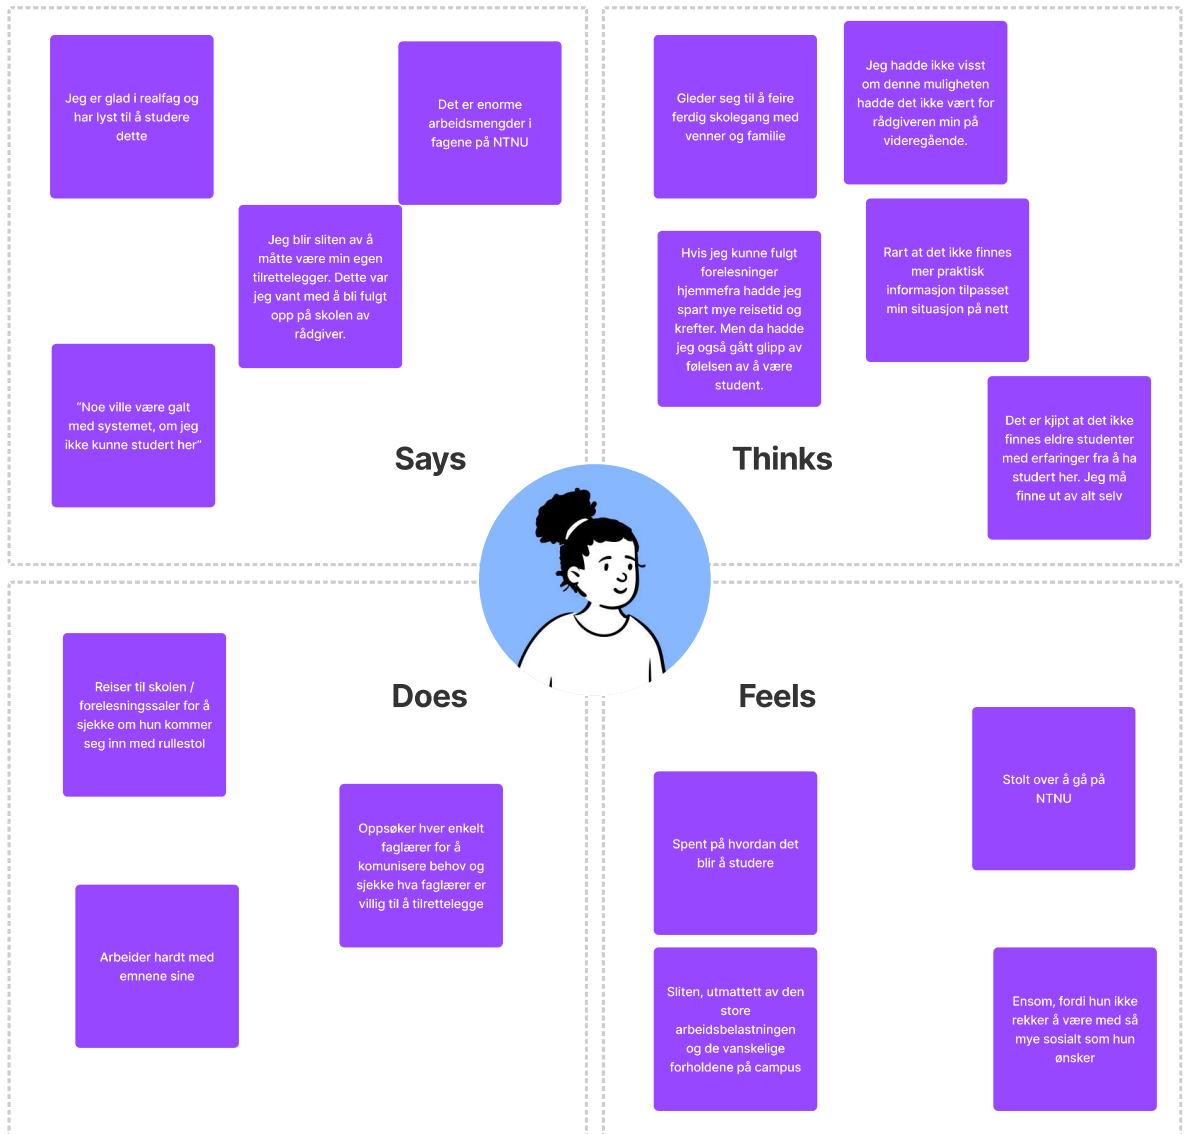 Jeg er glad i realfag og
har lyst til å studere
dette
Det er enorme
arbeidsmengder i
fagene på NTNU
Jeg blir sliten av å
måtte være min egen
tilrettelegger. Dette var
jeg vant med å bli fulgt
opp på skolen av
rådgiver.
“Noe ville være galt
med systemet, om jeg
ikke kunne studert her”
Says
Gleder seg til å feire
ferdig skolegang med
venner og familie
Jeg hadde ikke visst
om denne muligheten
hadde det ikke vært for
rådgiveren min på
videregående.
Hvis jeg kunne fulgt
forelesninger
hjemmefra hadde jeg
spart mye reisetid og
krefter. Men da hadde
jeg også gått glipp av
følelsen av å være
student.
Rart at det ikke finnes
mer praktisk
informasjon tilpasset
min situasjon på nett
Det er kjipt at det ikke
finnes eldre studenter
med erfaringer fra å ha
studert her. Jeg må
finne ut av alt selv
Thinks
Does
Reiser til skolen /
forelesningssaler for å
sjekke om hun kommer
seg inn med rullestol
Oppsøker hver enkelt
faglærer for å
komunisere behov og
sjekke hva faglærer er
villig til å tilrettelegge
Arbeider hardt med
emnene sine
Feels
Stolt over å gå på
NTNU
Spent på hvordan det
blir å studere
Sliten, utmattett av den
store
arbeidsbelastningen
og de vanskelige
forholdene på campus
Ensom, fordi hun ikke
rekker å være med så
mye sosialt som hun
ønsker